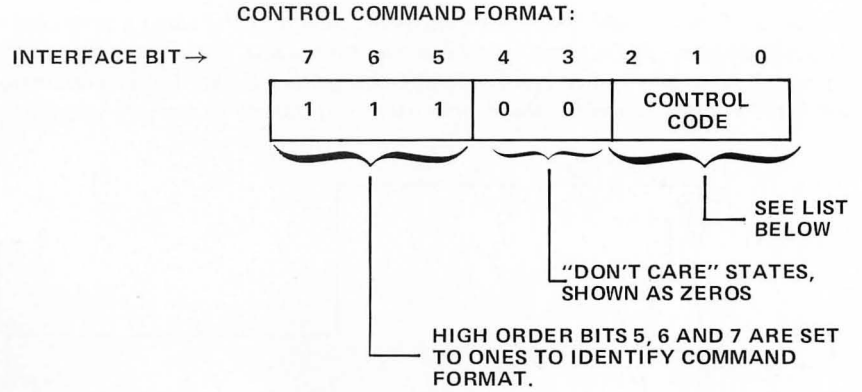 CONTROL COMMAND FORMAT:
INTERFACE BIT→ 7 6 5 4 3 2 1 0
1 1 1 0 0 CONTROL
CODE
SEE LIST
BELOW
"DON'T CARE" STATES,
SHOWN AS ZEROS
HIGH ORDER BITS 5, 6 AND 7 ARE SET
TO ONES TO IDENTIFY COMMAND
FORMAT.